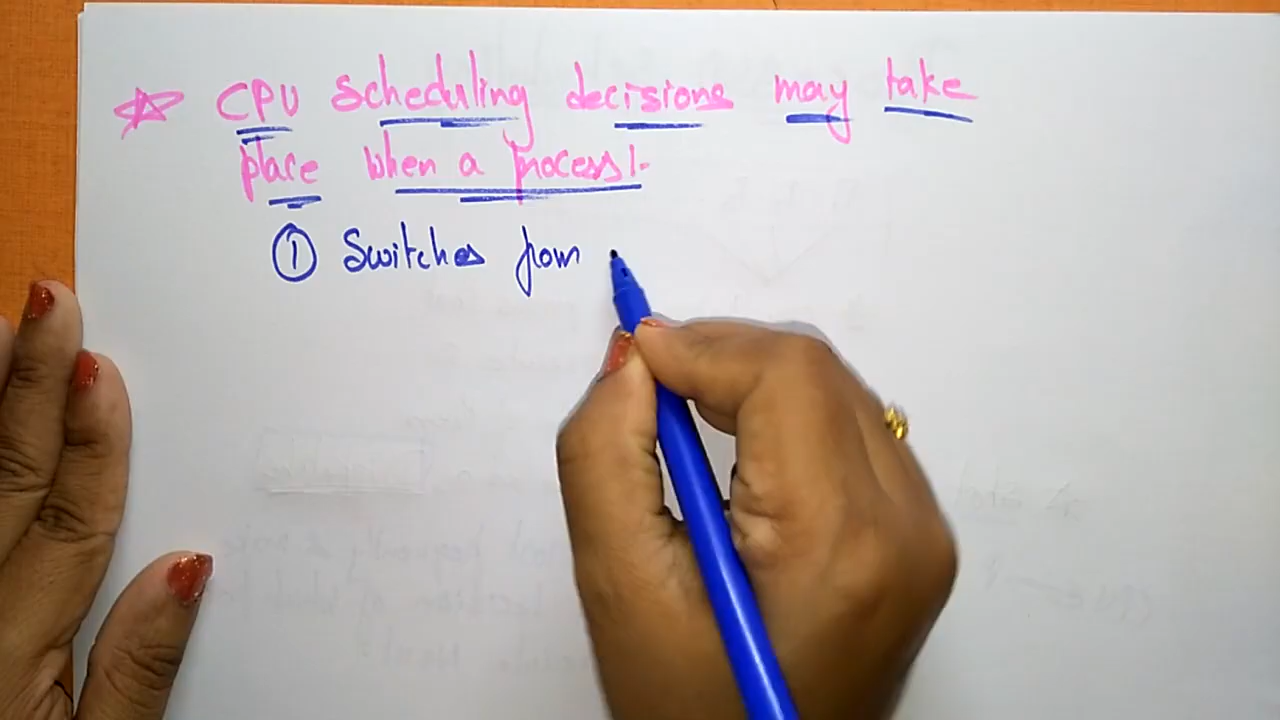 ☆ CPU scheduling decisions may take
place when a process:-
① Switches from